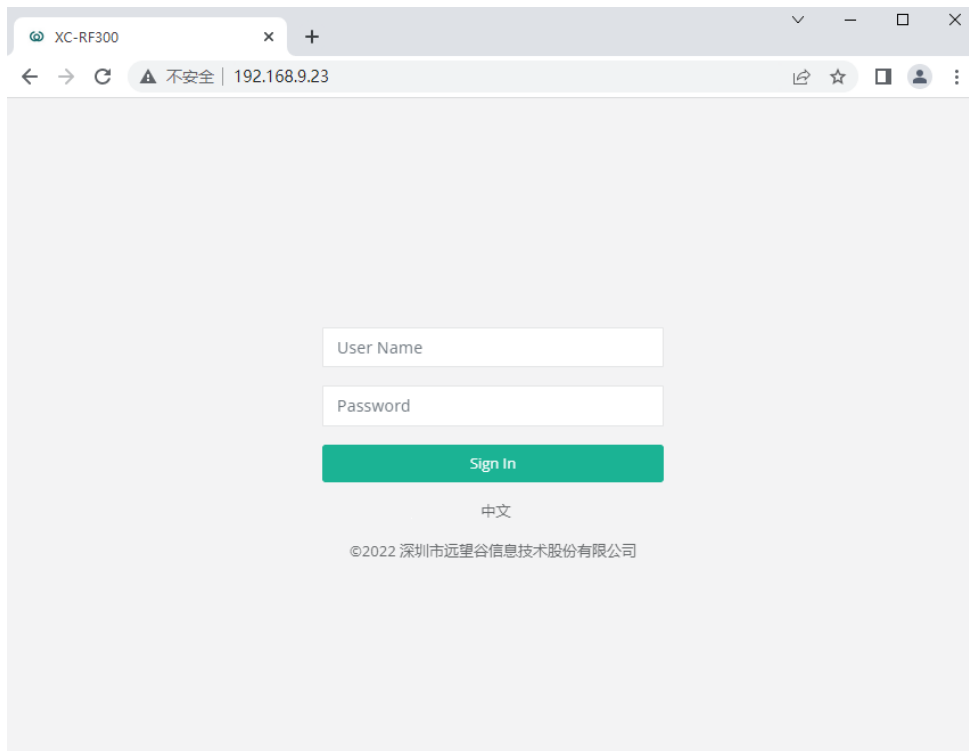 XC-RF300
不安全 192.168.9.23
User Name
Password
Sign In
中文
©2022 深圳市远望谷信息技术股份有限公司